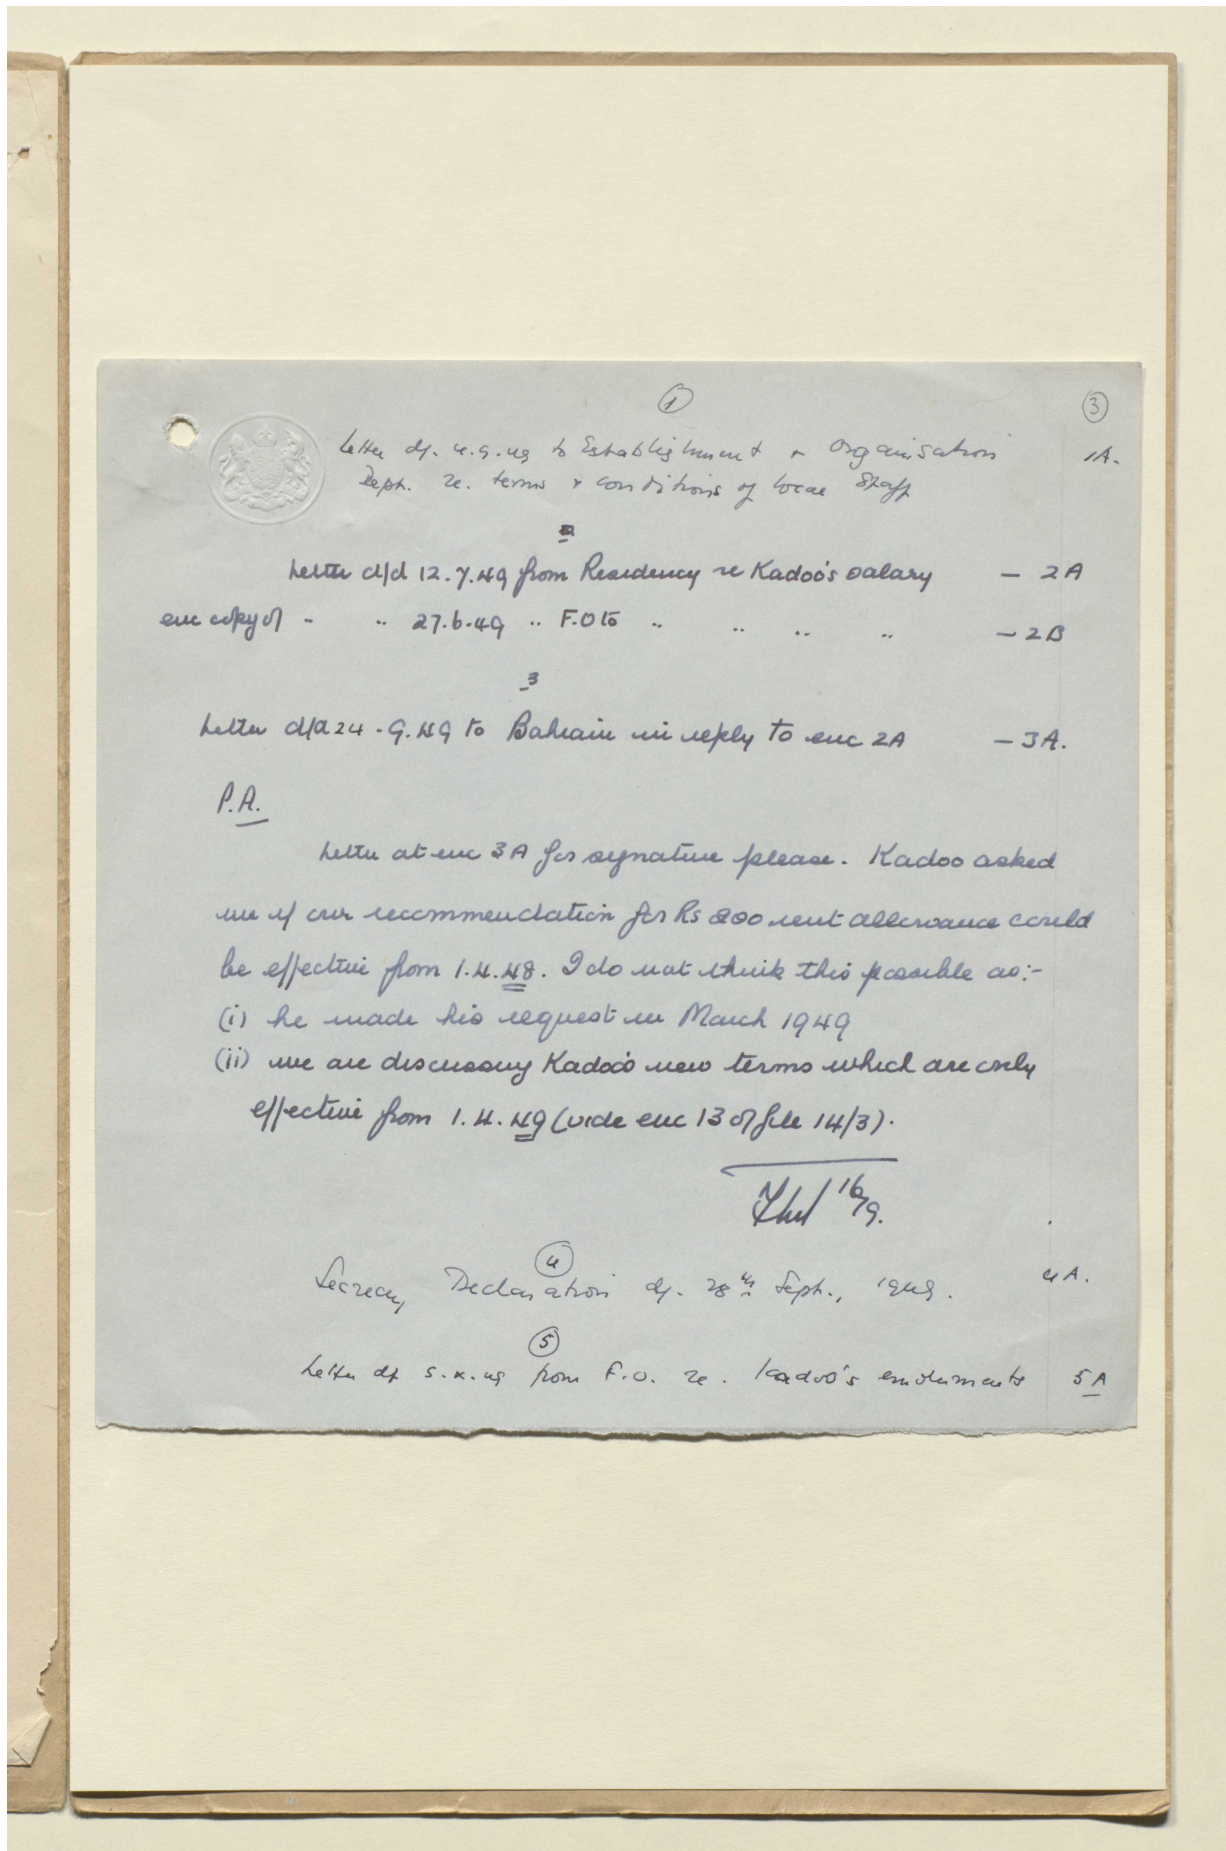 1
3
Letter df. 4.9.49 to Establishment & Organisation 1A.
Dept. re. terms & conditions of local Staff
2
Letter d/d 12.7.49 from Residency re Kadoo's salary — 2A
enc copy of - " 27.6.49 " F.O to " " " " — 2B
3
Letter d/d 24.9.49 to Bahrain in reply to enc 2A — 3A.
P.A.
Letter at enc 3A for signature please. Kadoo asked
me if our recommendation for Rs 200 rent allowance could
be effective from 1.4.48. I do not think this possible as:-
(i) he made his request in March 1949
(ii) we are discussing Kadoo's new terms which are only
effective from 1.4.49 (vide enc 13 of file 14/3).
16/9.
4
Secrecy Declaration df. 28th Sept., 1949. 4A.
5
Letter df 5.x.49 from F.O. re. Kadoo's emoluments 5A